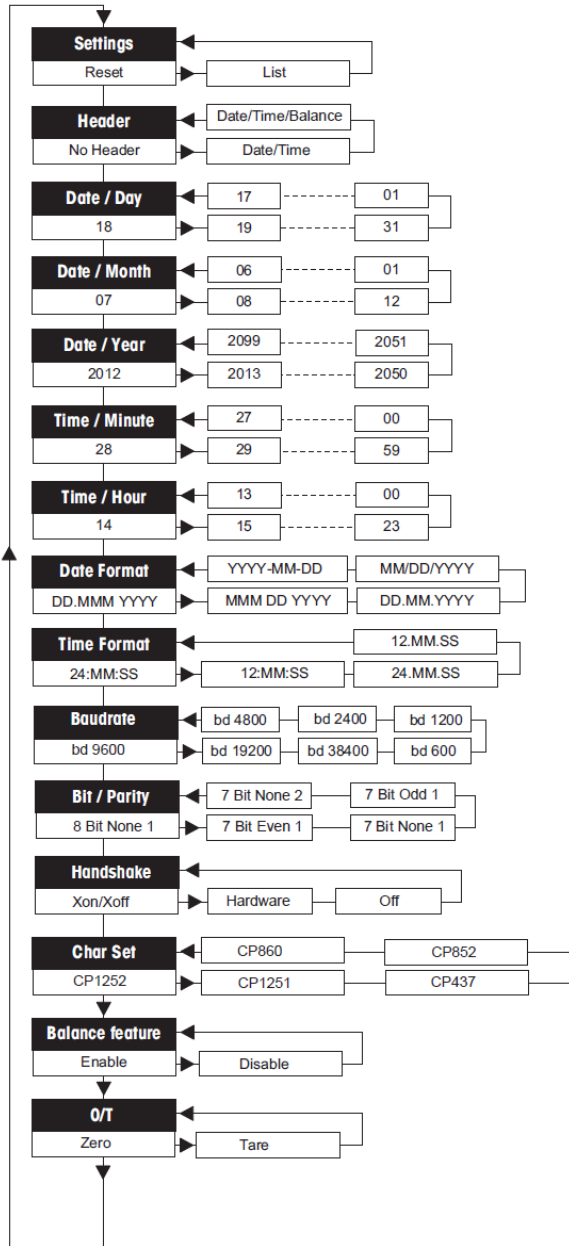 Settings
Reset List
Header Date/Time/Balance
No Header Date/Time
Date / Day 17 01
18 19 31
Date / Month 06 01
07 08 12
Date / Year 2099 2051
2012 2013 2050
Time / Minute 27 00
28 29 59
Time / Hour 13 00
14 15 23
Date Format YYYY-MM-DD MM/DD/YYYY
DD.MMM YYYY MMM DD YYYY DD.MM.YYYY
Time Format 12.MM.SS
24:MM:SS 12:MM:SS 24.MM.SS
Baudrate bd 4800 bd 2400 bd 1200
bd 9600 bd 19200 bd 38400 bd 600
Bit / Parity 7 Bit None 2 7 Bit Odd 1
8 Bit None 1 7 Bit Even 1 7 Bit None 1
Handshake
Xon/Xoff Hardware Off
Char Set CP860 CP852
CP1252 CP1251 CP437
Balance feature
Enable Disable
O/T
Zero Tare